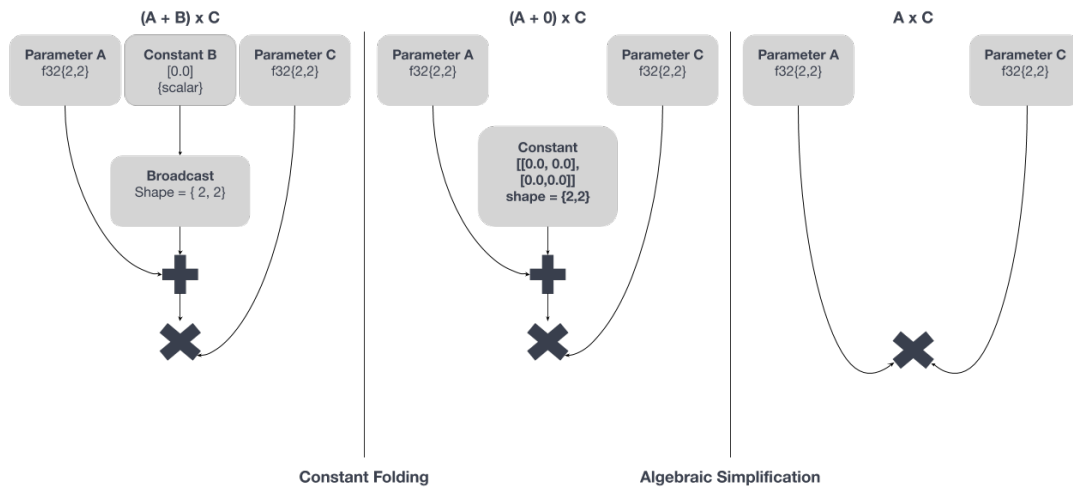 (A + B) x C
Parameter A
f32{2,2}
Constant B
[0.0]
{scalar}
Parameter C
f32{2,2}
Broadcast
Shape = { 2, 2}
(A + 0) x C
Parameter A
f32{2,2}
Parameter C
f32{2,2}
Constant
[[0.0, 0.0],
[0.0,0.0]]
shape = {2,2}
A x C
Parameter A
f32{2,2}
Parameter C
f32{2,2}
Constant Folding
Algebraic Simplification